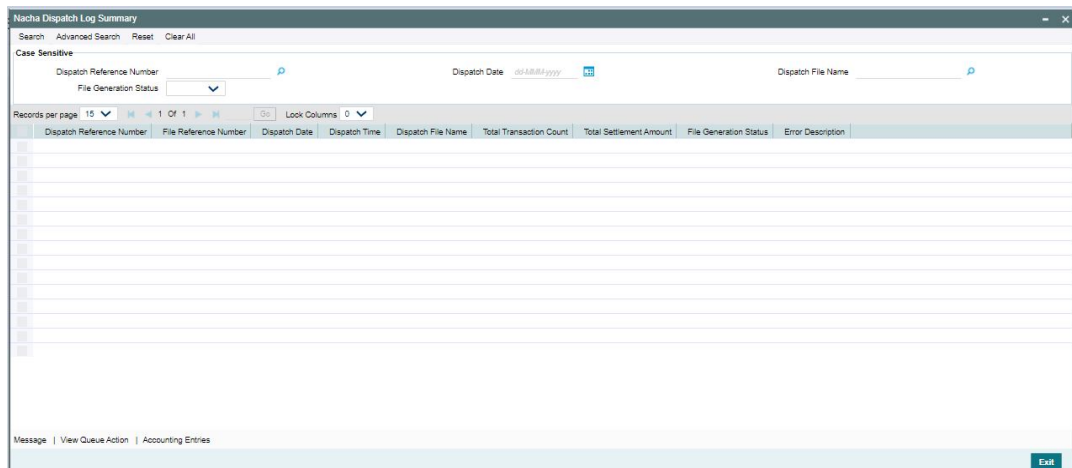 Nacha Dispatch Log Summary
Search Advanced Search Reset Clear All
Case Sensitive
Dispatch Reference Number Dispatch Date dd-MMM-yyyy Dispatch File Name
File Generation Status
Records per page 15 1 Of 1 Go Lock Columns 0
Dispatch Reference Number File Reference Number Dispatch Date Dispatch Time Dispatch File Name Total Transaction Count Total Settlement Amount File Generation Status Error Description
Message | View Queue Action | Accounting Entries
Exit